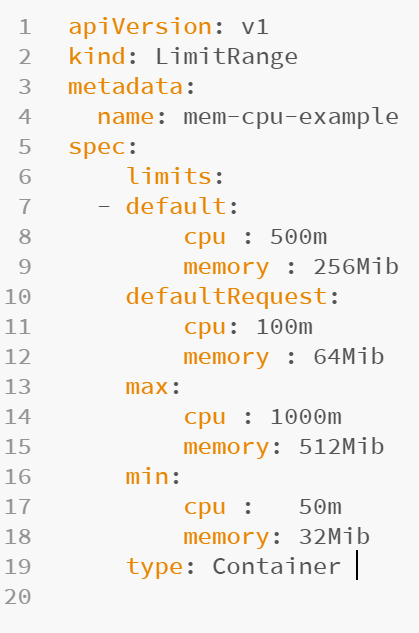 1 apiVersion: v1
2 kind: LimitRange
3 metadata:
4   name: mem-cpu-example
5 spec:
6     limits:
7   - default:
8         cpu : 500m
9         memory : 256Mib
10     defaultRequest:
11         cpu: 100m
12         memory : 64Mib
13     max:
14         cpu : 1000m
15         memory: 512Mib
16     min:
17         cpu :   50m
18         memory: 32Mib
19     type: Container
20